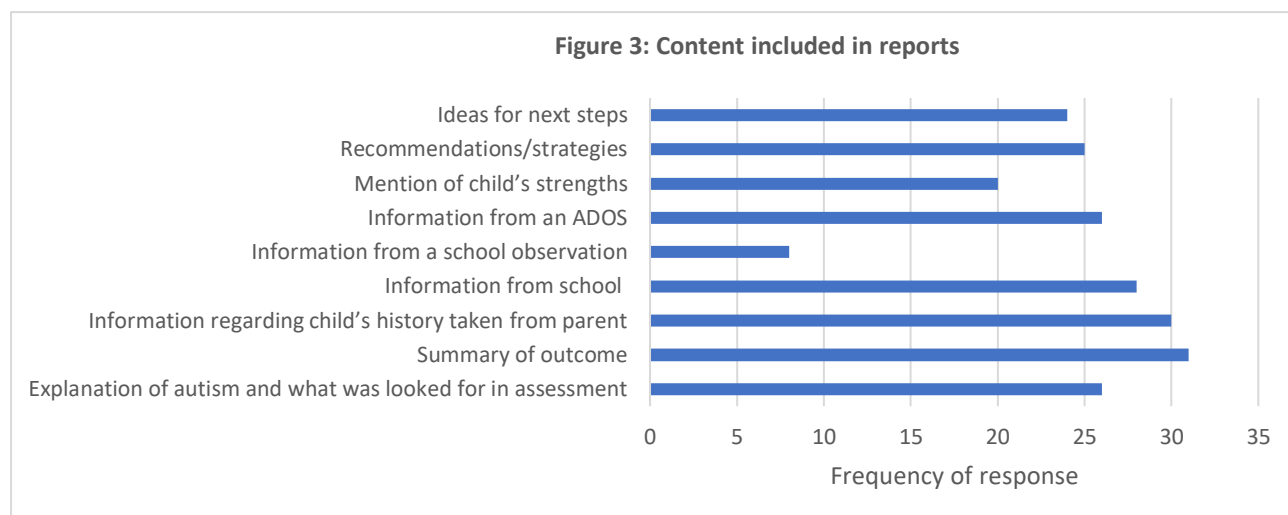 Figure 3: Content included in reports
Ideas for next steps
Recommendations/strategies
Mention of child’s strengths
Information from an ADOS
Information from a school observation
Information from school
Information regarding child’s history taken from parent
Summary of outcome
Explanation of autism and what was looked for in assessment
0 5 10 15 20 25 30 35
Frequency of response